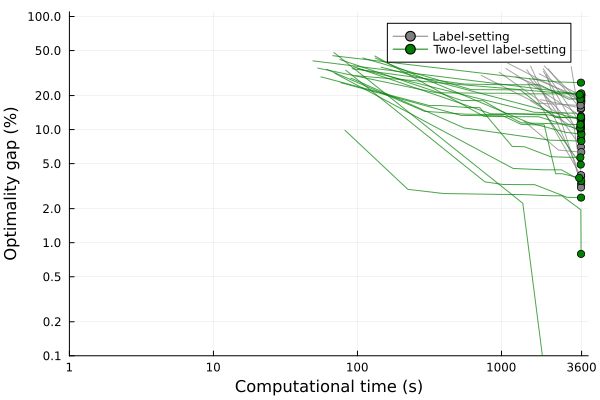 100.0
50.0
20.0
10.0
5.0
2.0
1.0
0.5
0.2
0.1
Optimality gap (%)
Label-setting
Two-level label-setting
1 10 100 1000 3600
Computational time (s)